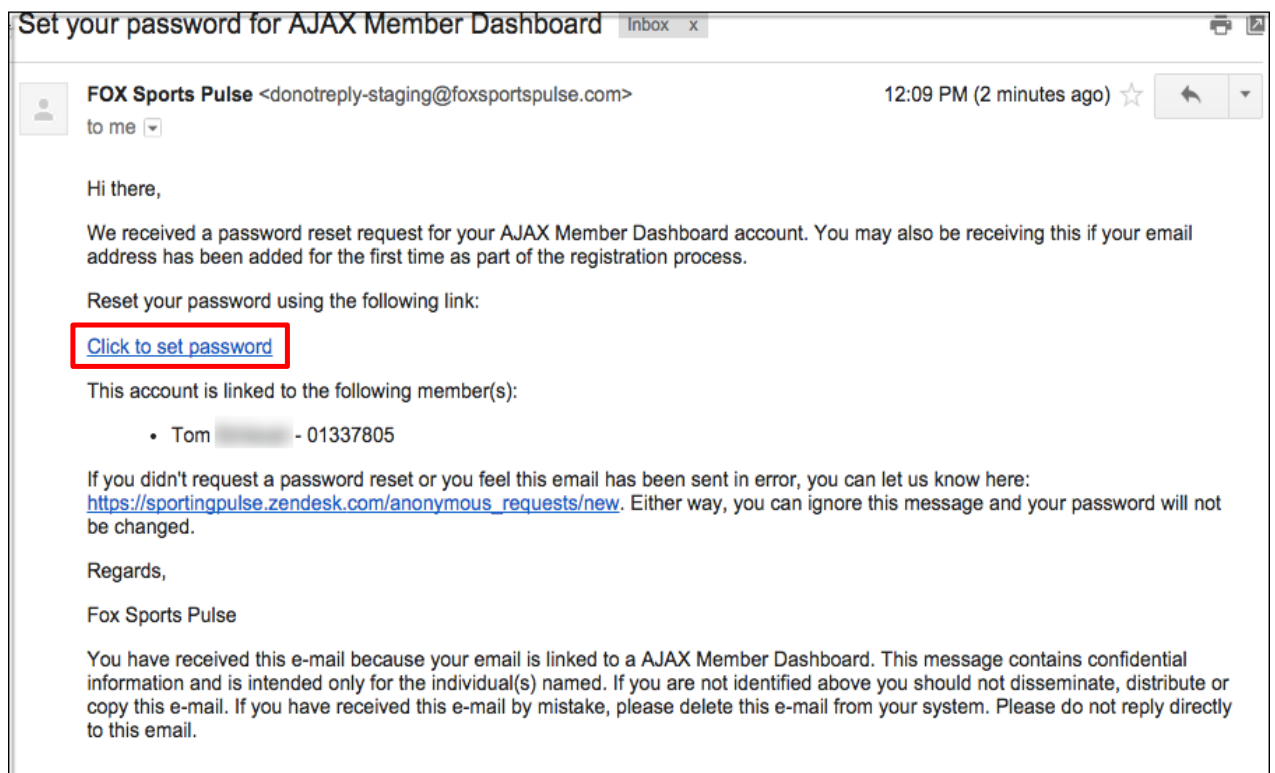 Set your password for AJAX Member Dashboard Inbox x
FOX Sports Pulse <donotreply-staging@foxsportspulse.com> 12:09 PM (2 minutes ago)
to me
Hi there,
We received a password reset request for your AJAX Member Dashboard account. You may also be receiving this if your email
address has been added for the first time as part of the registration process.
Reset your password using the following link:
Click to set password
This account is linked to the following member(s):
• Tom - 01337805
If you didn't request a password reset or you feel this email has been sent in error, you can let us know here:
https://sportingpulse.zendesk.com/anonymous_requests/new. Either way, you can ignore this message and your password will not
be changed.
Regards,
Fox Sports Pulse
You have received this e-mail because your email is linked to a AJAX Member Dashboard. This message contains confidential
information and is intended only for the individual(s) named. If you are not identified above you should not disseminate, distribute or
copy this e-mail. If you have received this e-mail by mistake, please delete this e-mail from your system. Please do not reply directly
to this email.